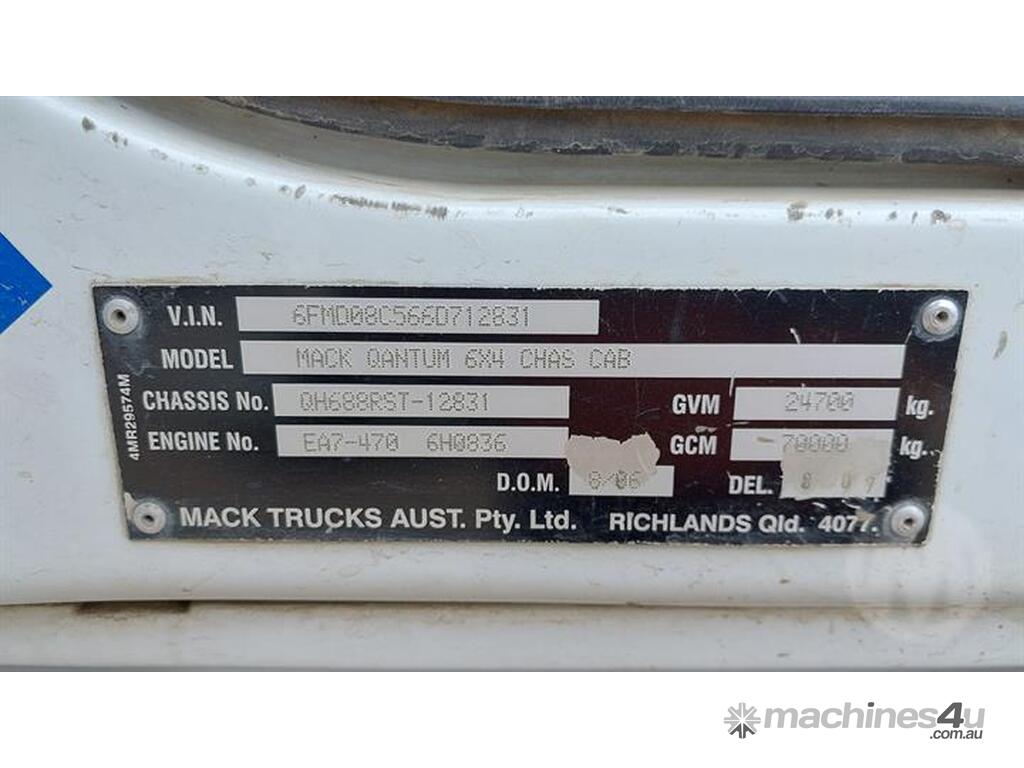 V.I.N. 6FMD08C566D712831
MODEL MACK QANTUM 6X4 CHAS CAB
CHASSIS No. QH688RST-12831 GVM 24700 kg.
ENGINE No. EA7-470 6H0836 GCM 70000 kg.
D.O.M. 8/06 DEL.
MACK TRUCKS AUST. Pty. Ltd. RICHLANDS Qld. 4077.
4MR29574M
machines4u
.com.au